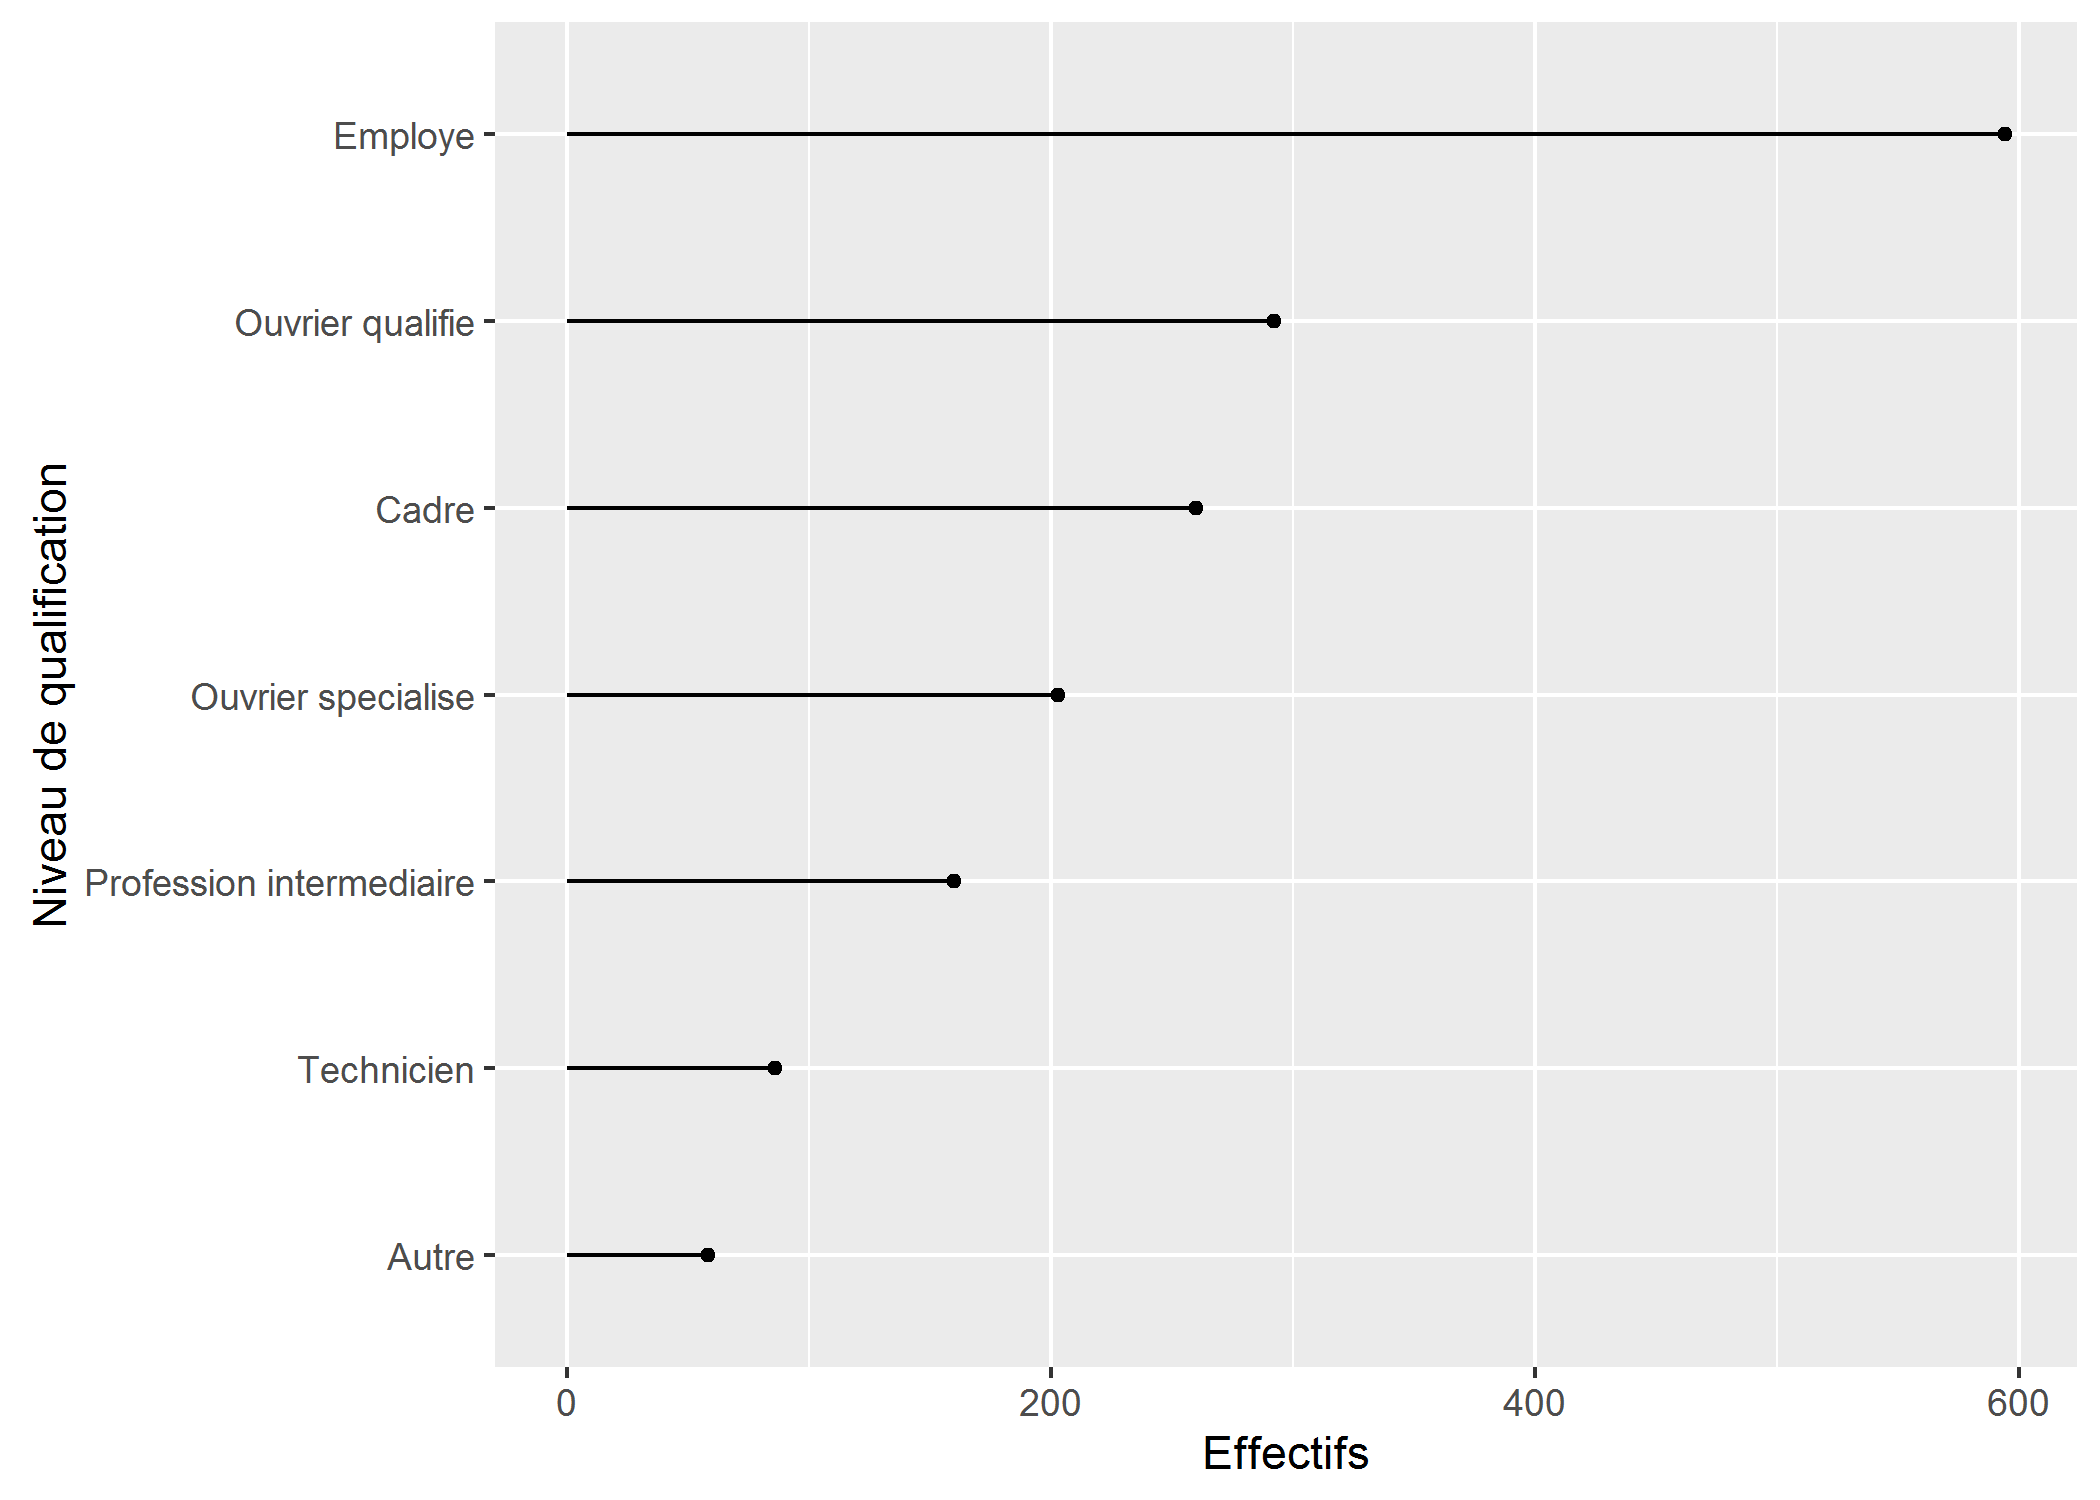 Niveau de qualification
Employe
Ouvrier qualifie
Cadre
Ouvrier specialise
Profession intermediaire
Technicien
Autre
0 200 400 600
Effectifs